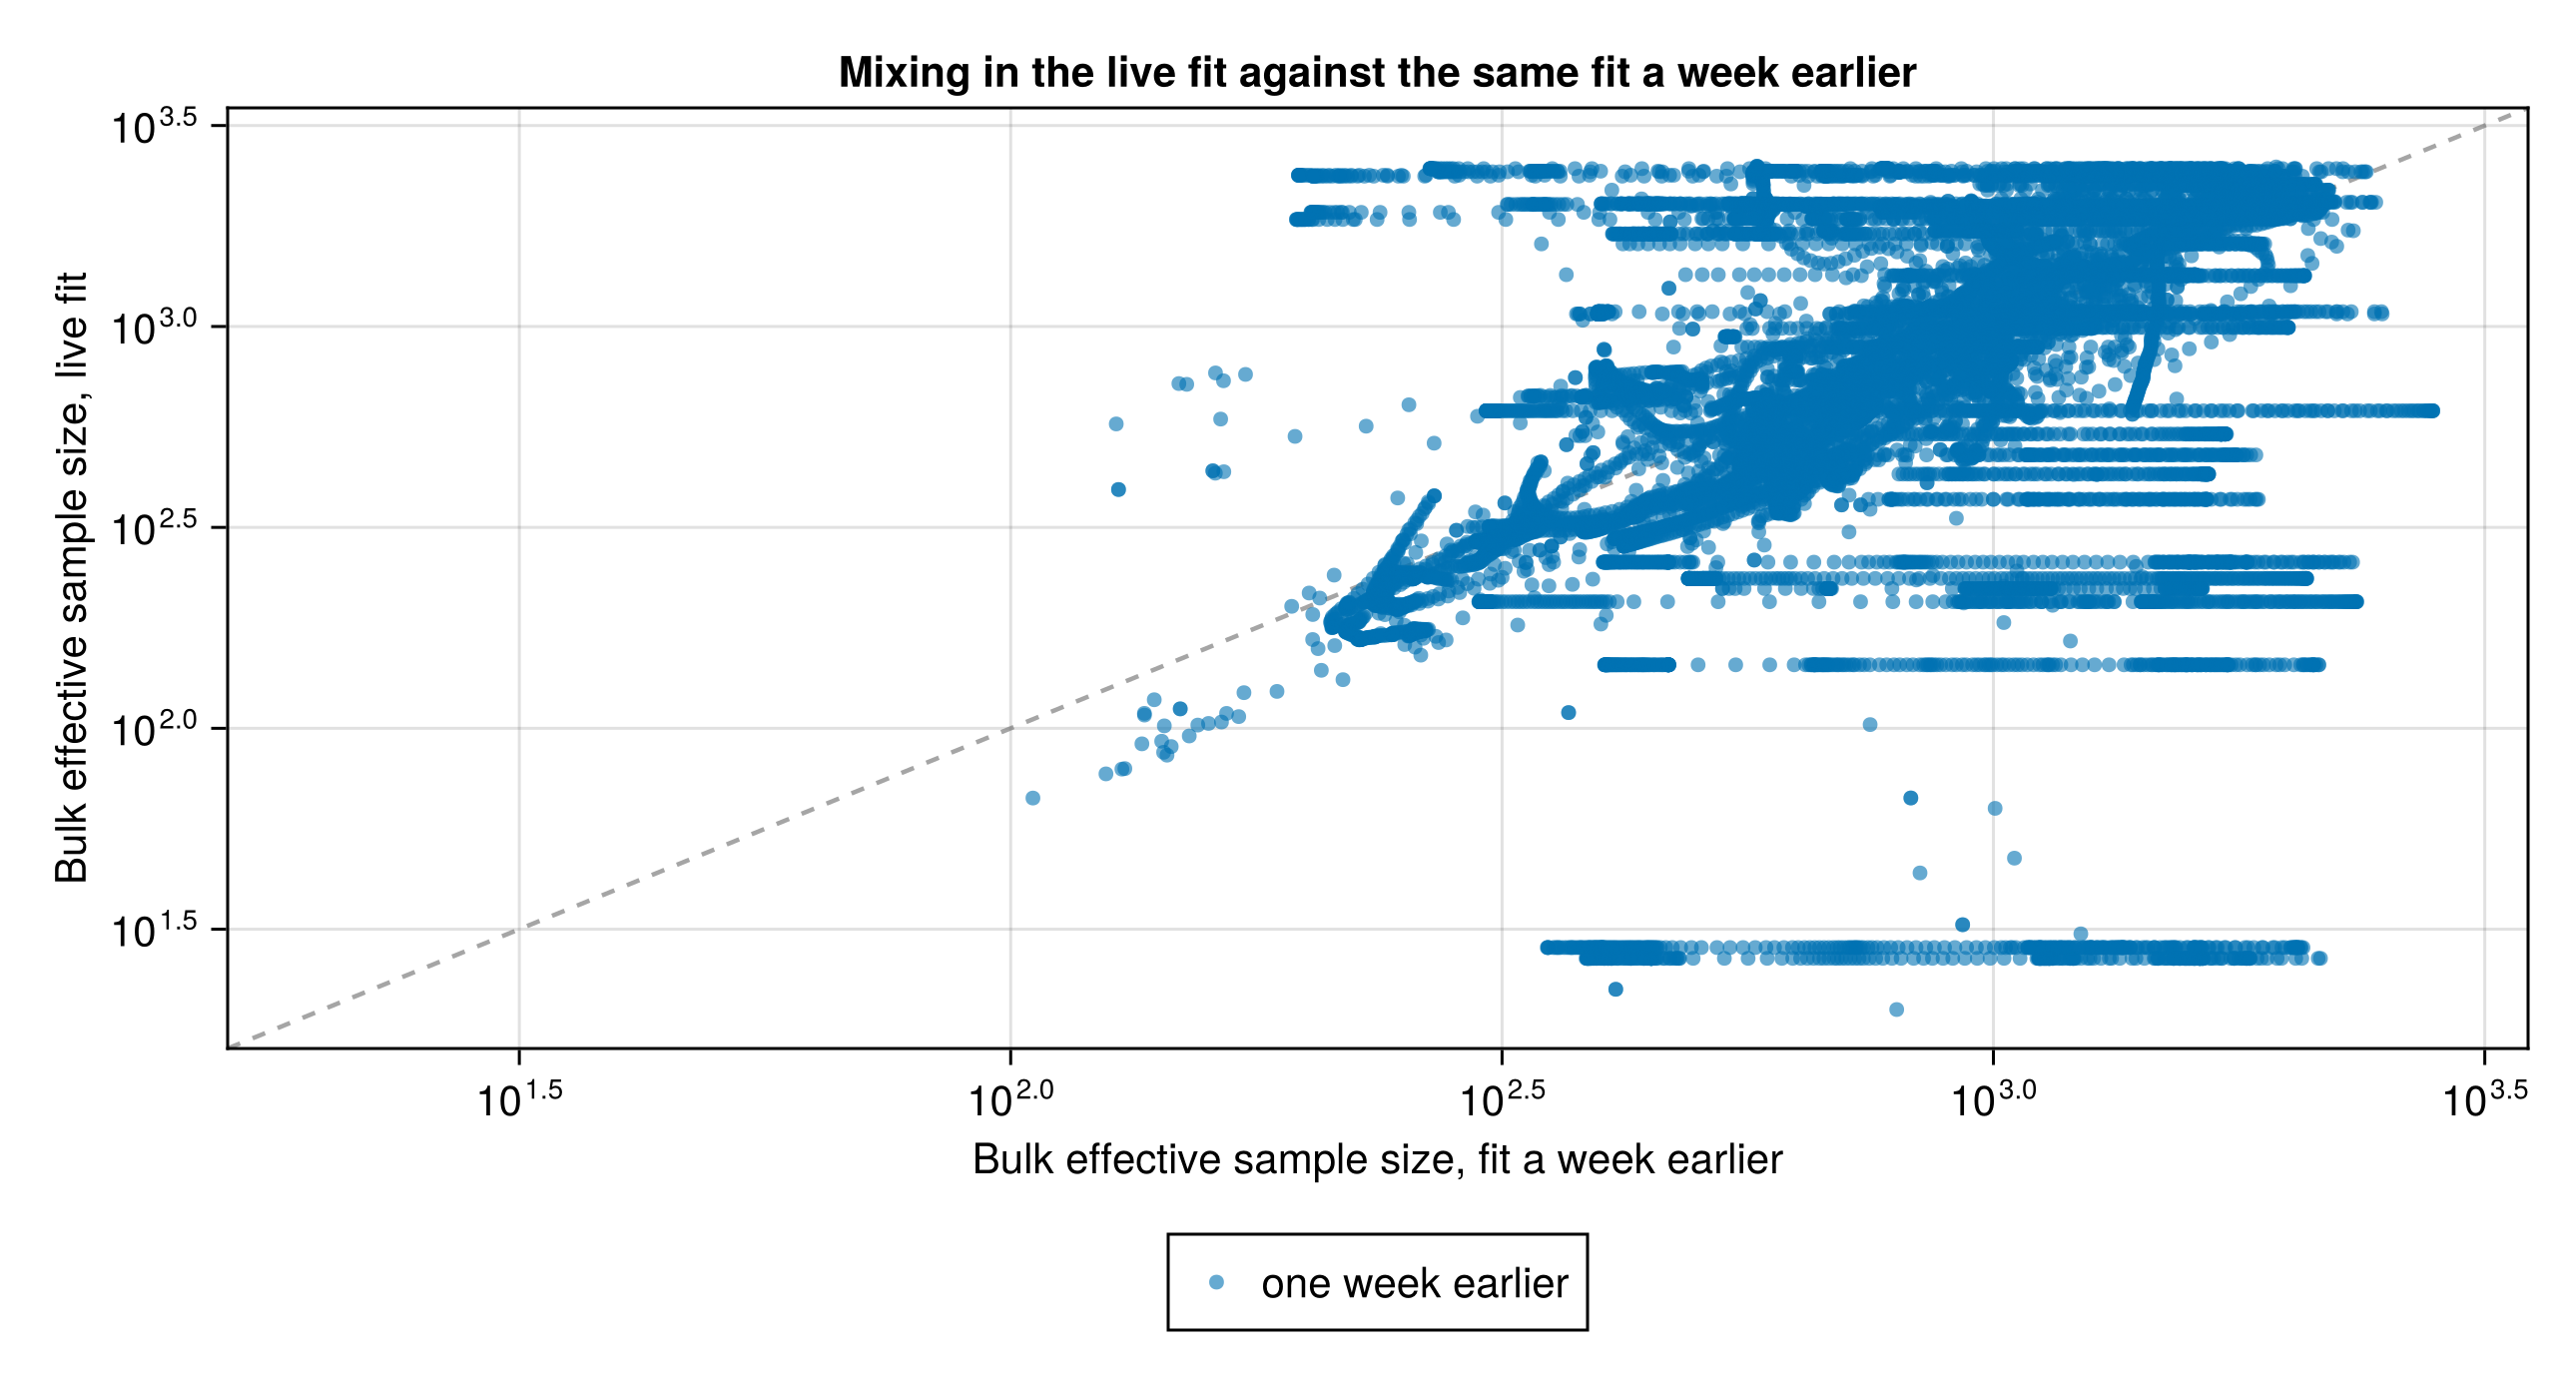 Mixing in the live fit against the same fit a week earlier
Bulk effective sample size, live fit
10^3.5
10^3.0
10^2.5
10^2.0
10^1.5
10^1.5
10^2.0
10^2.5
10^3.0
10^3.5
Bulk effective sample size, fit a week earlier
one week earlier